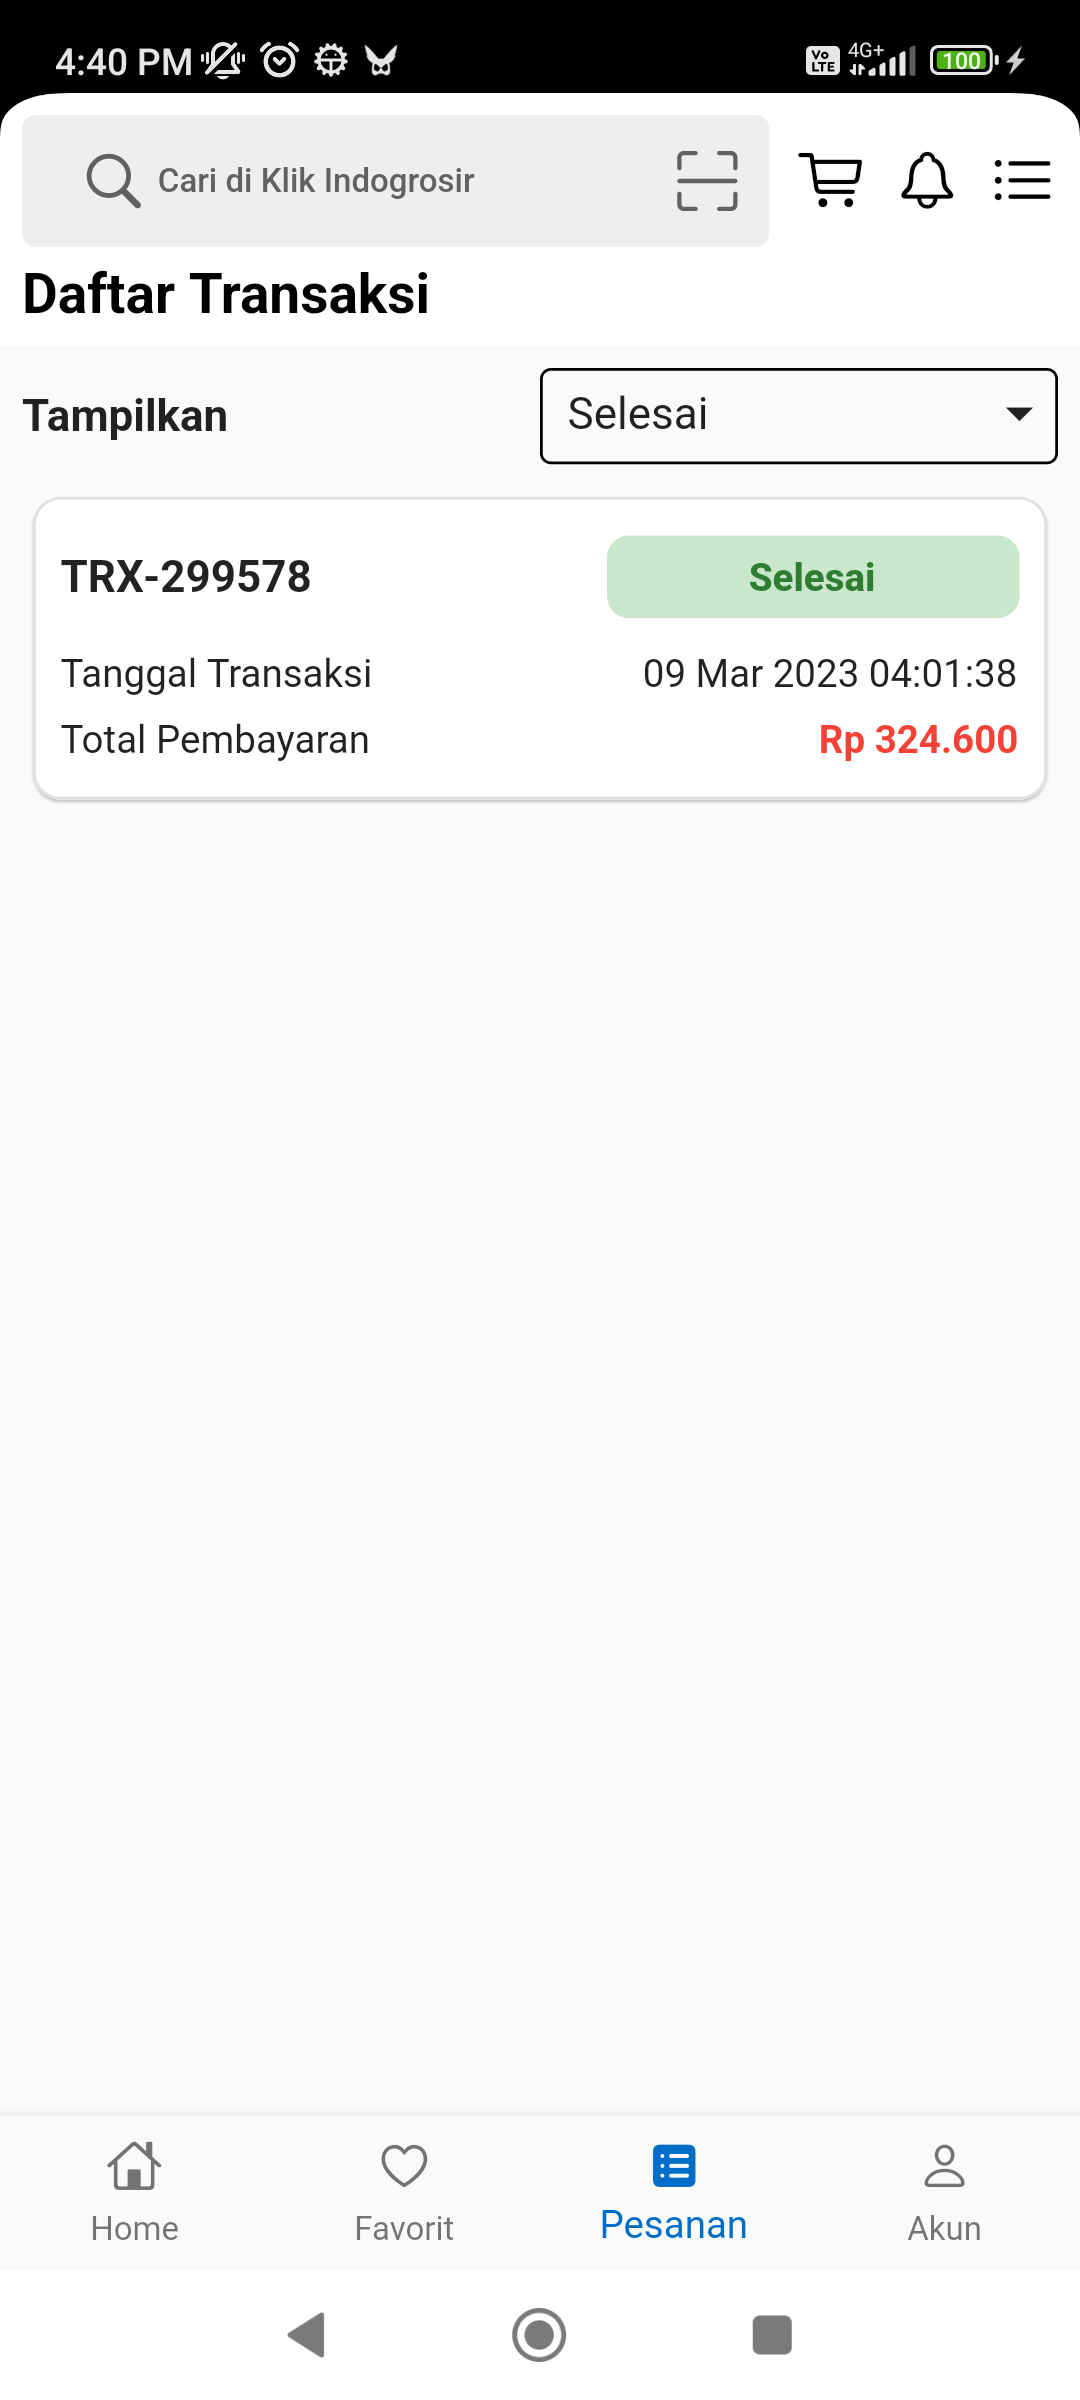 4:40 PM
Vo LTE 4G+ 100
Cari di Klik Indogrosir
Daftar Transaksi
Tampilkan Selesai
TRX-299578 Selesai
Tanggal Transaksi 09 Mar 2023 04:01:38
Total Pembayaran Rp 324.600
Home Favorit Pesanan Akun